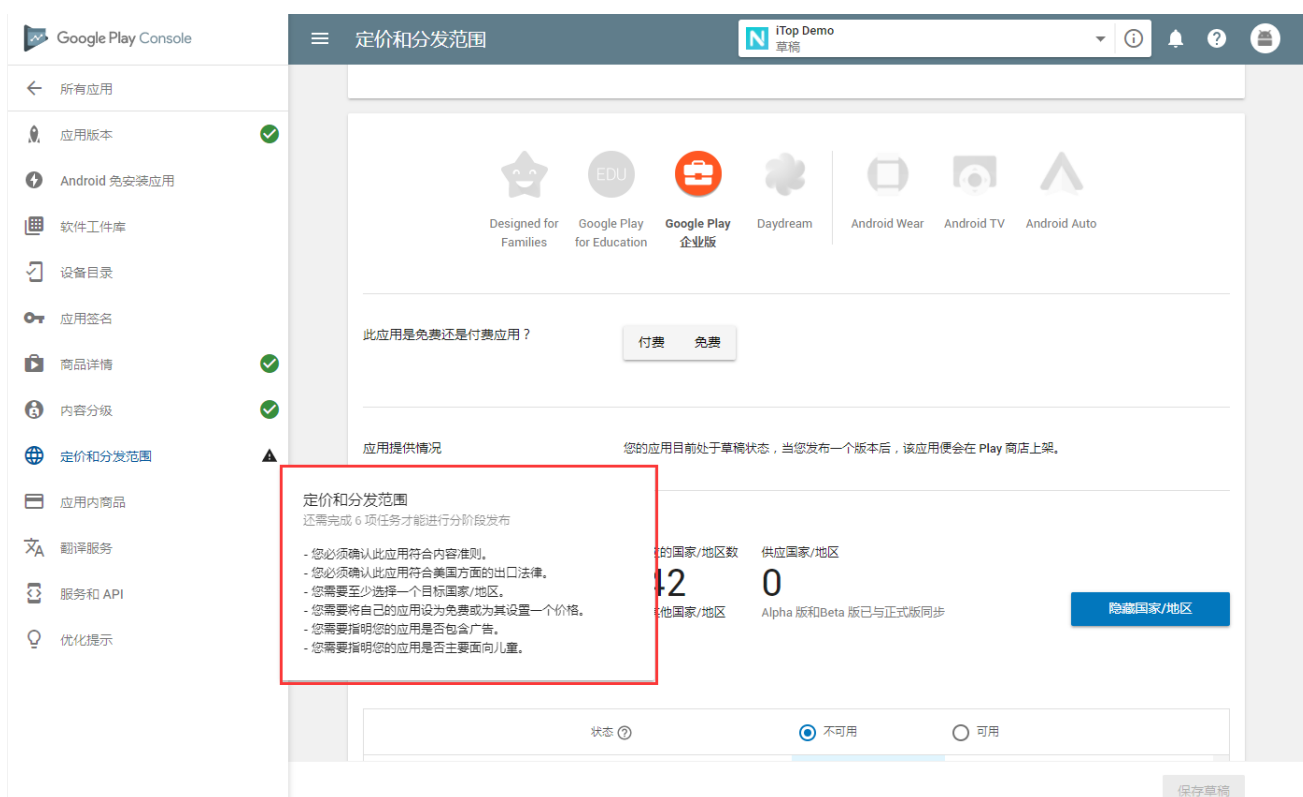 Google Play Console
定价和分发范围
iTop Demo
草稿
所有应用
应用版本
Android 免安装应用
软件工件库
设备目录
应用签名
商品详情
内容分级
定价和分发范围
应用内商品
翻译服务
服务和 API
优化提示
EDU
Designed for
Families
Google Play
for Education
Google Play
企业版
Daydream
Android Wear
Android TV
Android Auto
此应用是免费还是付费应用？
付费 免费
应用提供情况
您的应用目前处于草稿状态，当您发布一个版本后，该应用便会在 Play 商店上架。
定价和分发范围
还需完成 6 项任务才能进行分阶段发布
- 您必须确认此应用符合内容准则。
- 您必须确认此应用符合美国方面的出口法律。
- 您需要至少选择一个目标国家/地区。
- 您需要将自己的应用设为免费或为其设置一个价格。
- 您需要指明您的应用是否包含广告。
- 您需要指明您的应用是否主要面向儿童。
的国家/地区数
42
他国家/地区
供应国家/地区
0
Alpha 版和Beta 版已与正式版同步
隐藏国家/地区
状态
不可用
可用
保存草稿